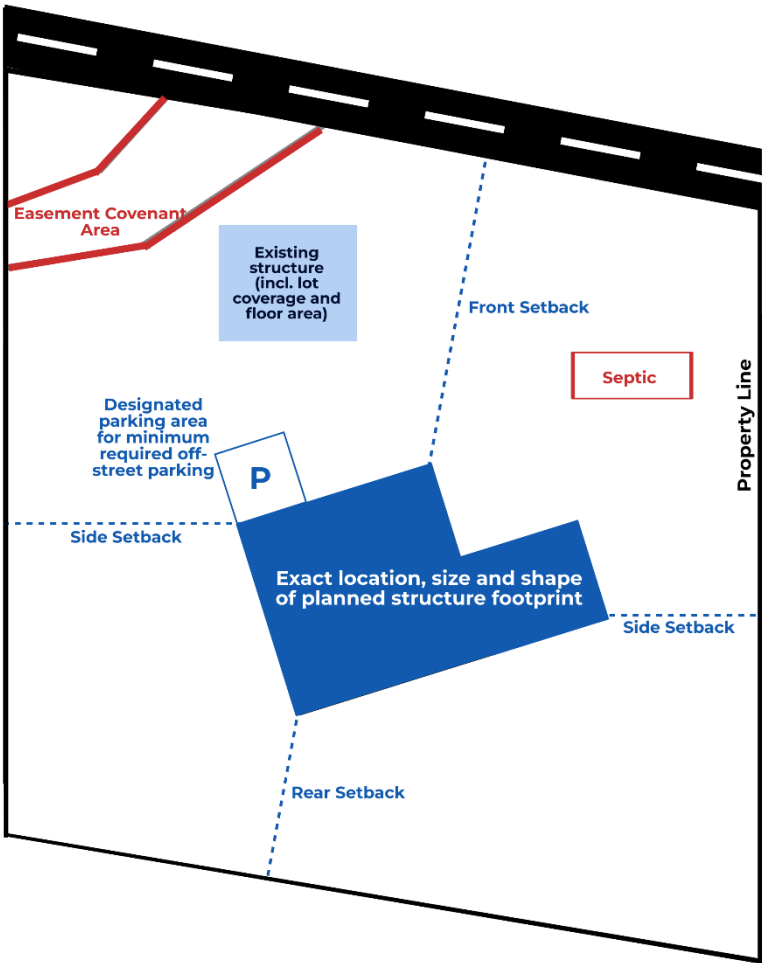 Easement Covenant
Area
Existing
structure
(incl. lot
coverage and
floor area)
Front Setback
Septic
Property Line
Designated
parking area
for minimum
required off-
street parking
P
Side Setback
Exact location, size and shape
of planned structure footprint
Side Setback
Rear Setback